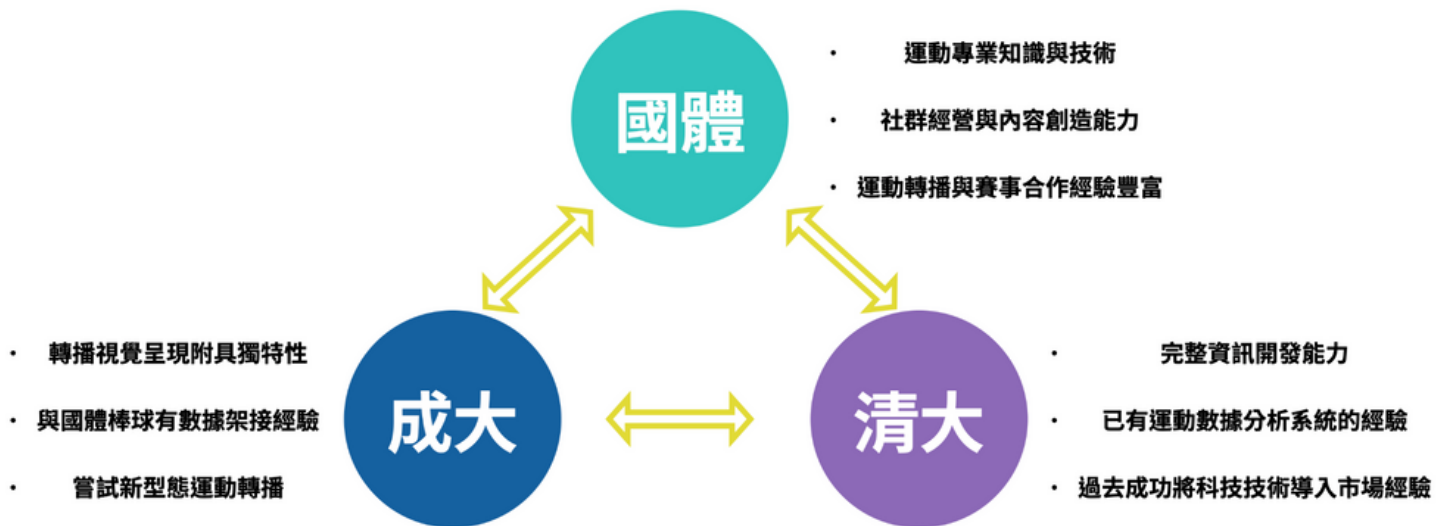 國體
• 運動專業知識與技術
• 社群經營與內容創造能力
• 運動轉播與賽事合作經驗豐富
成大
• 轉播視覺呈現附具獨特性
• 與國體棒球有數據架接經驗
• 嘗試新型態運動轉播
清大
• 完整資訊開發能力
• 已有運動數據分析系統的經驗
• 過去成功將科技技術導入市場經驗